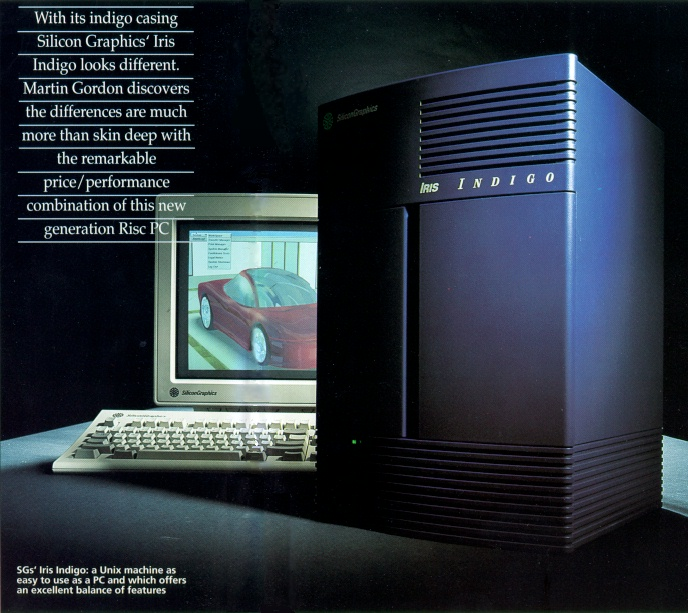 With its indigo casing
Silicon Graphics‘ Iris
Indigo looks different.
Martin Gordon discovers
the differences are much
more than skin deep with
the remarkable
price/performance
combination of this new
generation Risc PC
SiliconGraphics
IRIS INDIGO
SiliconGraphics
SiliconGraphics
SGs’ Iris Indigo: a Unix machine as
easy to use as a PC and which offers
an excellent balance of features